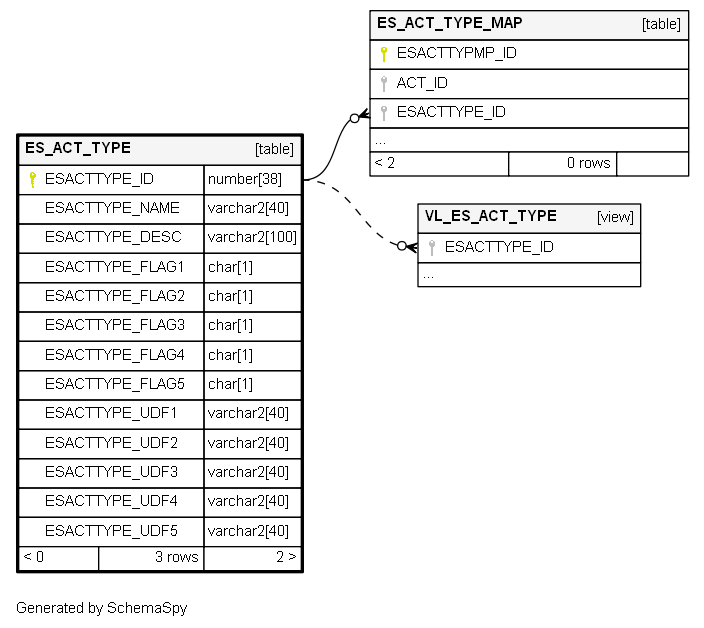 ES_ACT_TYPE_MAP [table]
ESACTTYPMP_ID
ACT_ID
ESACTTYPE_ID
...
< 2 0 rows
ES_ACT_TYPE [table]
ESACTTYPE_ID number[38]
ESACTTYPE_NAME varchar2[40]
ESACTTYPE_DESC varchar2[100]
ESACTTYPE_FLAG1 char[1]
ESACTTYPE_FLAG2 char[1]
ESACTTYPE_FLAG3 char[1]
ESACTTYPE_FLAG4 char[1]
ESACTTYPE_FLAG5 char[1]
ESACTTYPE_UDF1 varchar2[40]
ESACTTYPE_UDF2 varchar2[40]
ESACTTYPE_UDF3 varchar2[40]
ESACTTYPE_UDF4 varchar2[40]
ESACTTYPE_UDF5 varchar2[40]
< 0 3 rows 2 >
VL_ES_ACT_TYPE [view]
ESACTTYPE_ID
...
Generated by SchemaSpy